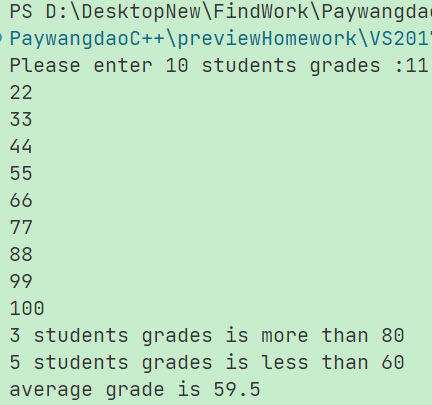 PS D:\DesktopNew\FindWork\Paywangdao
PaywangdaoC++\previewHomework\VS201
Please enter 10 students grades :11
22
33
44
55
66
77
88
99
100
3 students grades is more than 80
5 students grades is less than 60
average grade is 59.5